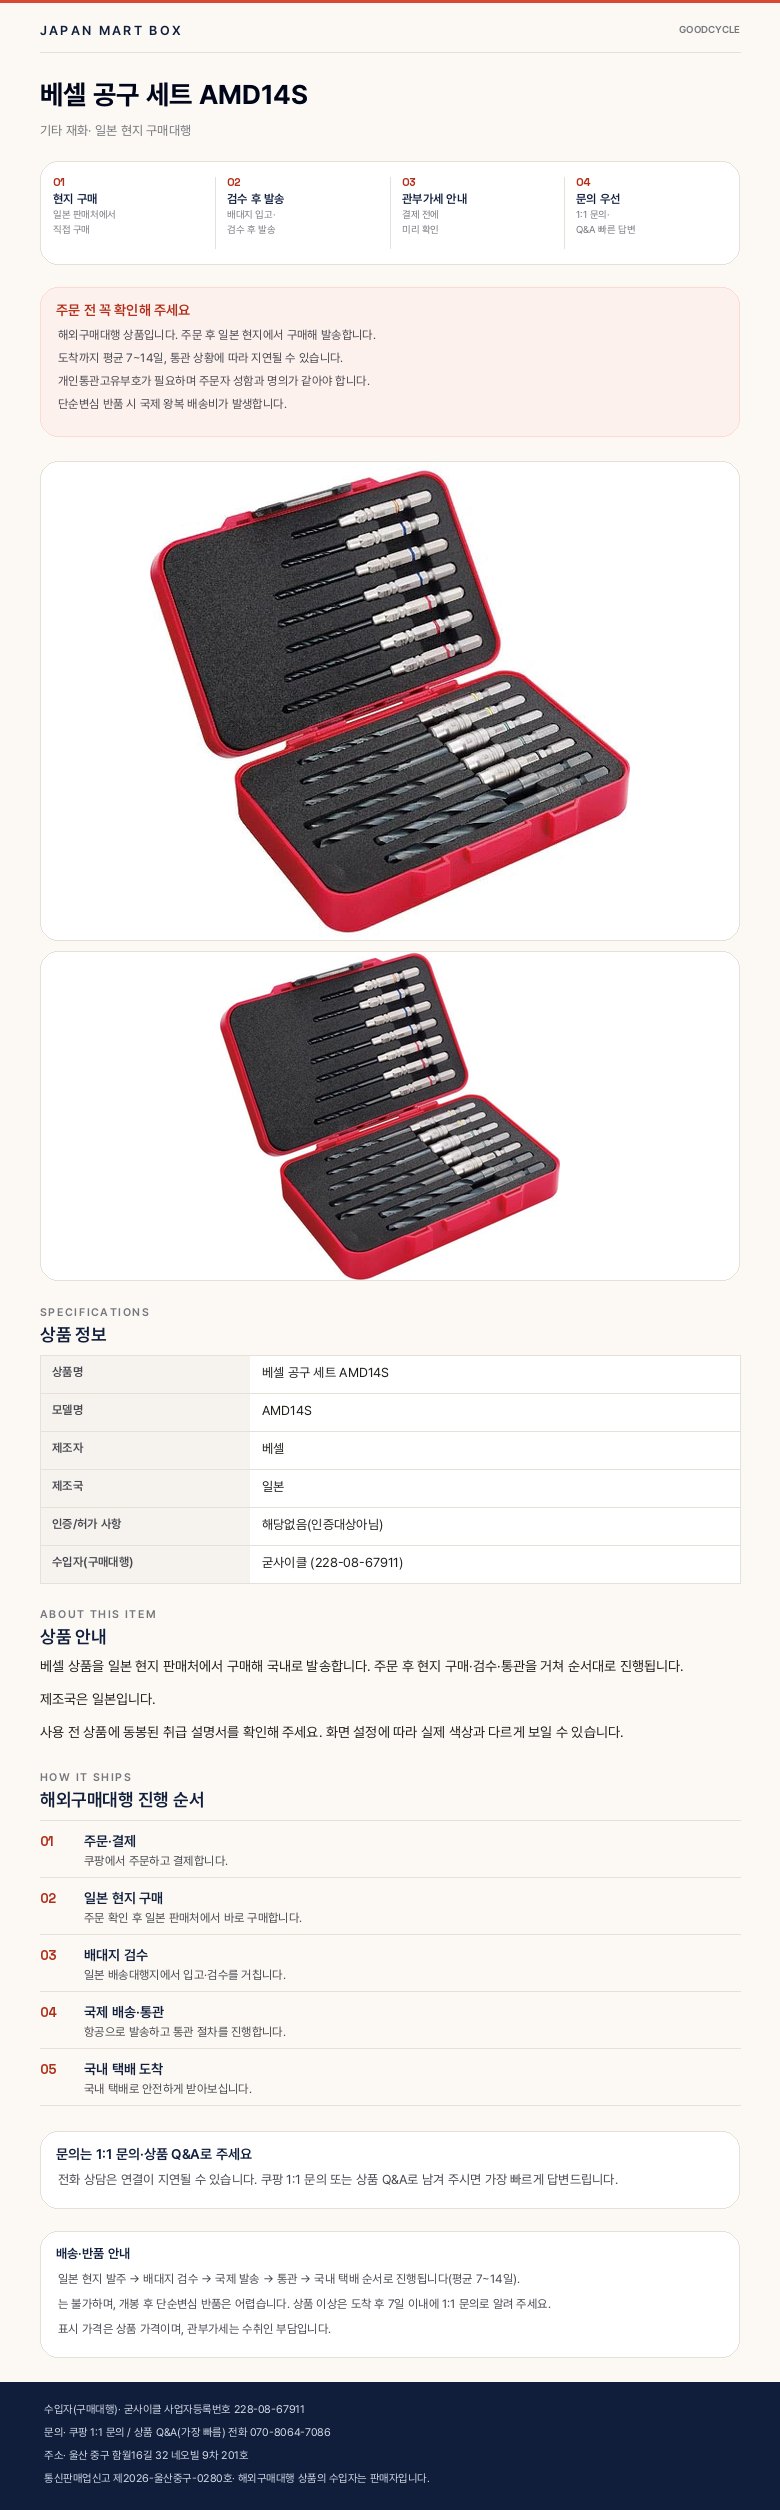 JAPAN MART BOX
GOODCYCLE
베셀 공구 세트 AMD14S
기타 재화· 일본 현지 구매대행
01
현지 구매
일본 판매처에서
직접 구매
02
검수 후 발송
배대지 입고·
검수 후 발송
03
관부가세 안내
결제 전에
미리 확인
04
문의 우선
1:1 문의·
Q&A 빠른 답변
주문 전 꼭 확인해 주세요
해외구매대행 상품입니다. 주문 후 일본 현지에서 구매해 발송합니다.
도착까지 평균 7~14일, 통관 상황에 따라 지연될 수 있습니다.
개인통관고유부호가 필요하며 주문자 성함과 명의가 같아야 합니다.
단순변심 반품 시 국제 왕복 배송비가 발생합니다.
SPECIFICATIONS
상품 정보
상품명 베셀 공구 세트 AMD14S
모델명 AMD14S
제조자 베셀
제조국 일본
인증/허가 사항 해당없음(인증대상아님)
수입자(구매대행) 굳사이클 (228-08-67911)
ABOUT THIS ITEM
상품 안내
베셀 상품을 일본 현지 판매처에서 구매해 국내로 발송합니다. 주문 후 현지 구매·검수·통관을 거쳐 순서대로 진행됩니다.
제조국은 일본입니다.
사용 전 상품에 동봉된 취급 설명서를 확인해 주세요. 화면 설정에 따라 실제 색상과 다르게 보일 수 있습니다.
HOW IT SHIPS
해외구매대행 진행 순서
01 주문·결제
쿠팡에서 주문하고 결제합니다.
02 일본 현지 구매
주문 확인 후 일본 판매처에서 바로 구매합니다.
03 배대지 검수
일본 배송대행지에서 입고·검수를 거칩니다.
04 국제 배송·통관
항공으로 발송하고 통관 절차를 진행합니다.
05 국내 택배 도착
국내 택배로 안전하게 받아보십니다.
문의는 1:1 문의·상품 Q&A로 주세요
전화 상담은 연결이 지연될 수 있습니다. 쿠팡 1:1 문의 또는 상품 Q&A로 남겨 주시면 가장 빠르게 답변드립니다.
배송·반품 안내
일본 현지 발주 → 배대지 검수 → 국제 발송 → 통관 → 국내 택배 순서로 진행됩니다(평균 7~14일).
는 불가하며, 개봉 후 단순변심 반품은 어렵습니다. 상품 이상은 도착 후 7일 이내에 1:1 문의로 알려 주세요.
표시 가격은 상품 가격이며, 관부가세는 수취인 부담입니다.
수입자(구매대행)· 굳사이클 사업자등록번호 228-08-67911
문의· 쿠팡 1:1 문의 / 상품 Q&A(가장 빠름) 전화 070-8064-7086
주소· 울산 중구 함월16길 32 네오빌 9차 201호
통신판매업신고 제2026-울산중구-0280호· 해외구매대행 상품의 수입자는 판매자입니다.